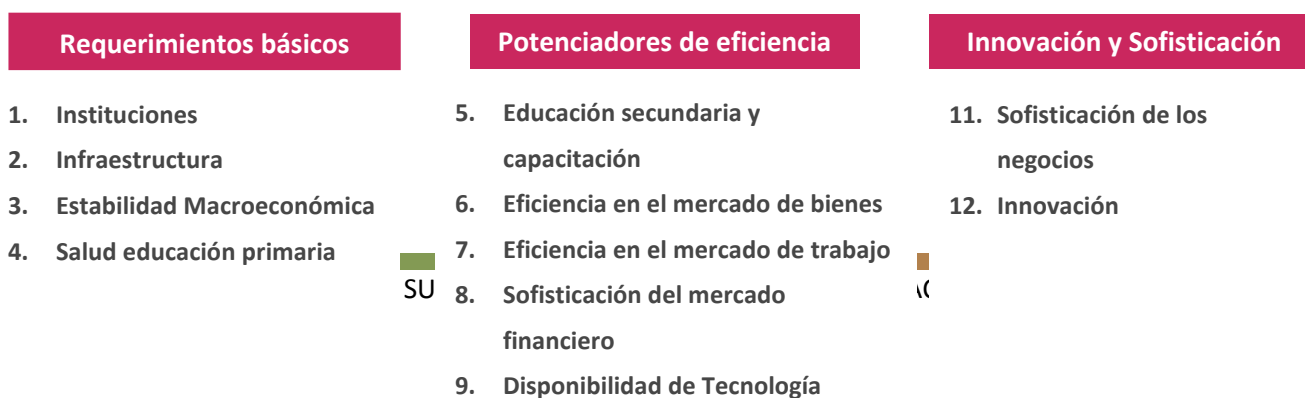 Requerimientos básicos
1. Instituciones
2. Infraestructura
3. Estabilidad Macroeconómica
4. Salud educación primaria
SU
Potenciadores de eficiencia
5. Educación secundaria y
capacitación
6. Eficiencia en el mercado de bienes
7. Eficiencia en el mercado de trabajo
8. Sofisticación del mercado
financiero
9. Disponibilidad de Tecnología
Innovación y Sofisticación
11. Sofisticación de los
negocios
12. Innovación